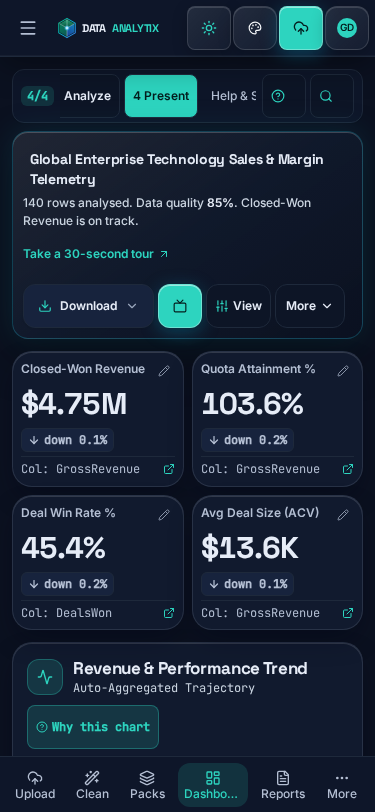 DATA ANALYTIX
GD
4/4 Analyze 4 Present Help & S
Global Enterprise Technology Sales & Margin
Telemetry
140 rows analysed. Data quality 85%. Closed-Won
Revenue is on track.
Take a 30-second tour
Download View More
Closed-Won Revenue
$4.75M
↓ down 0.1%
Col: GrossRevenue
Quota Attainment %
103.6%
↓ down 0.2%
Col: GrossRevenue
Deal Win Rate %
45.4%
↓ down 0.2%
Col: DealsWon
Avg Deal Size (ACV)
$13.6K
↓ down 0.1%
Col: GrossRevenue
Revenue & Performance Trend
Auto-Aggregated Trajectory
Why this chart
Upload Clean Packs Dashbo... Reports More